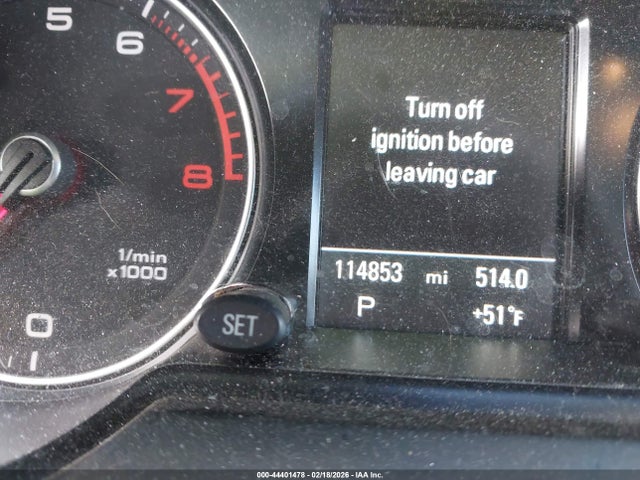 5 6
7
8
1/min
x1000
0
SET
Turn off
ignition before
leaving car
114853 mi 514.0
P +51°F
000-44401478 - 02/18/2026 - IAA Inc.